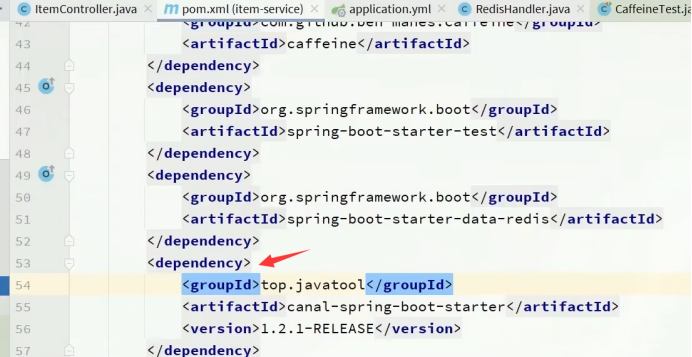 ItemController.java × pom.xml (item-service) × application.yml × RedisHandler.java × CaffeineTest.ja
42 <groupId>com.github.ben-manes.caffeine</groupId>
43 <artifactId>caffeine</artifactId>
44 </dependency>
45 <dependency>
46 <groupId>org.springframework.boot</groupId>
47 <artifactId>spring-boot-starter-test</artifactId>
48 </dependency>
49 <dependency>
50 <groupId>org.springframework.boot</groupId>
51 <artifactId>spring-boot-starter-data-redis</artifactId>
52 </dependency>
53 <dependency>
54 <groupId>top.javatool</groupId>
55 <artifactId>canal-spring-boot-starter</artifactId>
56 <version>1.2.1-RELEASE</version>
57 </dependency>